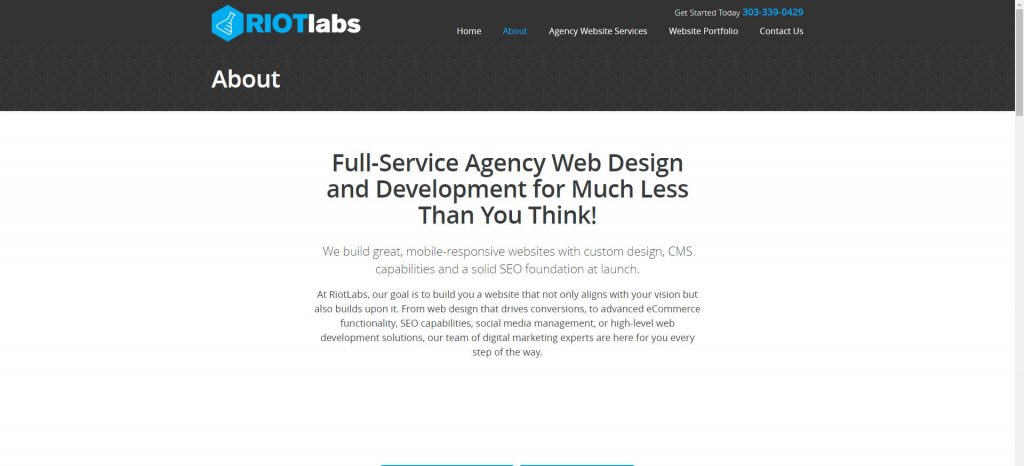 RIOTlabs
Get Started Today 303-339-0429
Home About Agency Website Services Website Portfolio Contact Us
About
Full-Service Agency Web Design
and Development for Much Less
Than You Think!
We build great, mobile-responsive websites with custom design, CMS
capabilities and a solid SEO foundation at launch.
At RiotLabs, our goal is to build you a website that not only aligns with your vision but
also builds upon it. From web design that drives conversions, to advanced eCommerce
functionality, SEO capabilities, social media management, or high-level web
development solutions, our team of digital marketing experts are here for you every
step of the way.